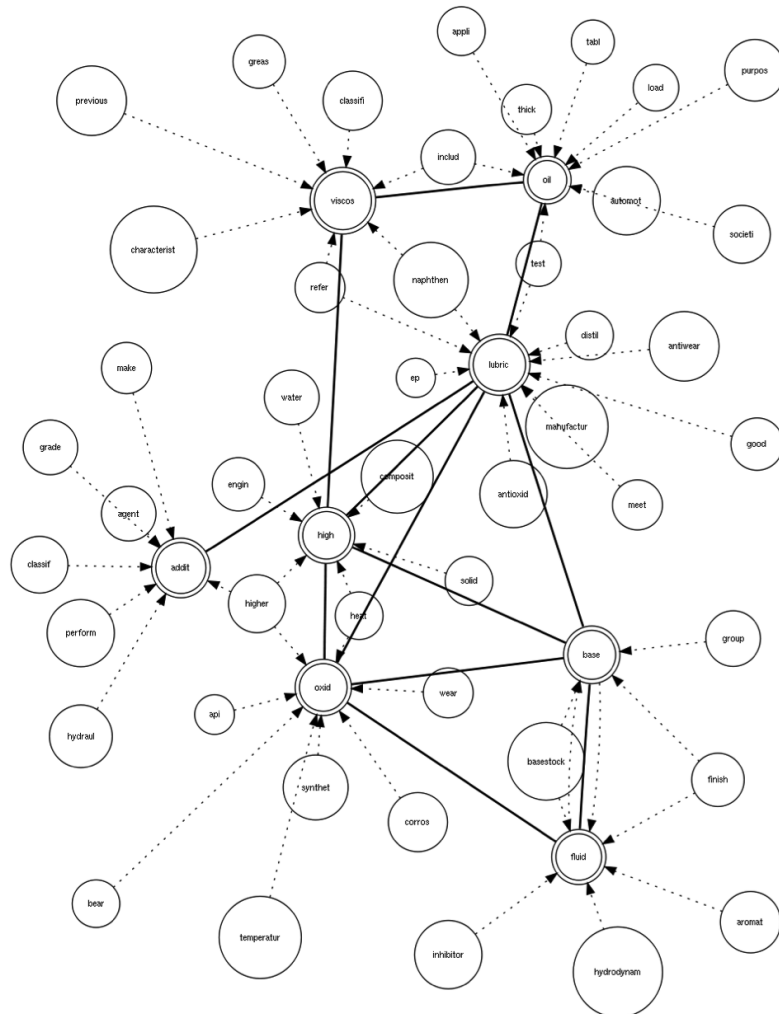 appli
tabl
greas
purpos
load
previous
classifi
thick
includ
oil
viscos
automot
societi
characterist
test
naphthen
refer
distil
antiwear
lubric
make
ep
water
mahyfactur
good
grade
composit
engin
antioxid
meet
agent
high
classif
addit
solid
higher
heat
perform
group
base
oxid
wear
api
hydraul
basestock
finish
synthet
corros
fluid
bear
aromat
temperatur
inhibitor
hydrodynam